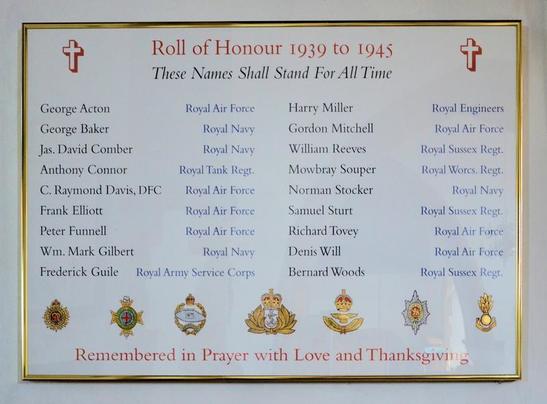 Roll of Honour 1939 to 1945
These Names Shall Stand For All Time
George Acton Royal Air Force
George Baker Royal Navy
Jas. David Comber Royal Navy
Anthony Connor Royal Tank Regt.
C. Raymond Davis, DFC Royal Air Force
Frank Elliott Royal Air Force
Peter Funnell Royal Air Force
Wm. Mark Gilbert Royal Navy
Frederick Guile Royal Army Service Corps
Harry Miller Royal Engineers
Gordon Mitchell Royal Air Force
William Reeves Royal Sussex Regt.
Mowbray Souper Royal Worcs. Regt.
Norman Stocker Royal Navy
Samuel Sturt Royal Sussex Regt.
Richard Tovey Royal Air Force
Denis Will Royal Air Force
Bernard Woods Royal Sussex Regt.
Remembered in Prayer with Love and Thanksgiving